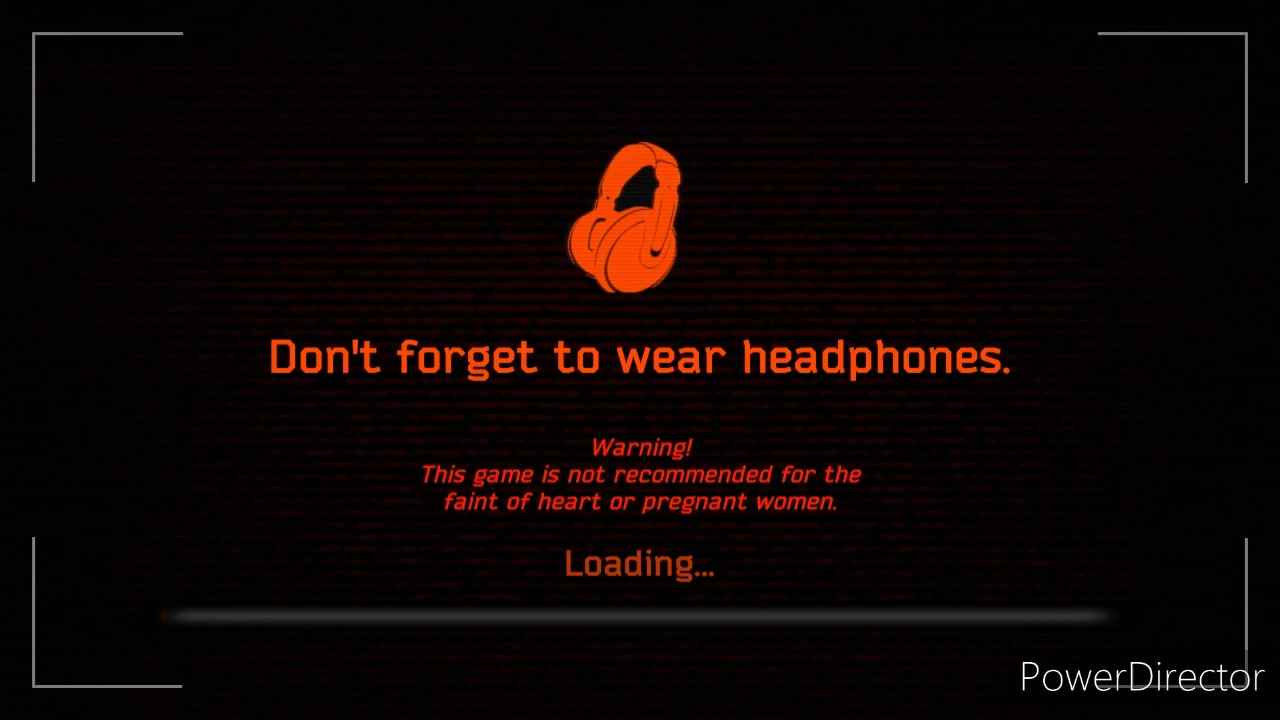 Don't forget to wear headphones.
Warning!
This game is not recommended for the
faint of heart or pregnant women.
Loading...
PowerDirector